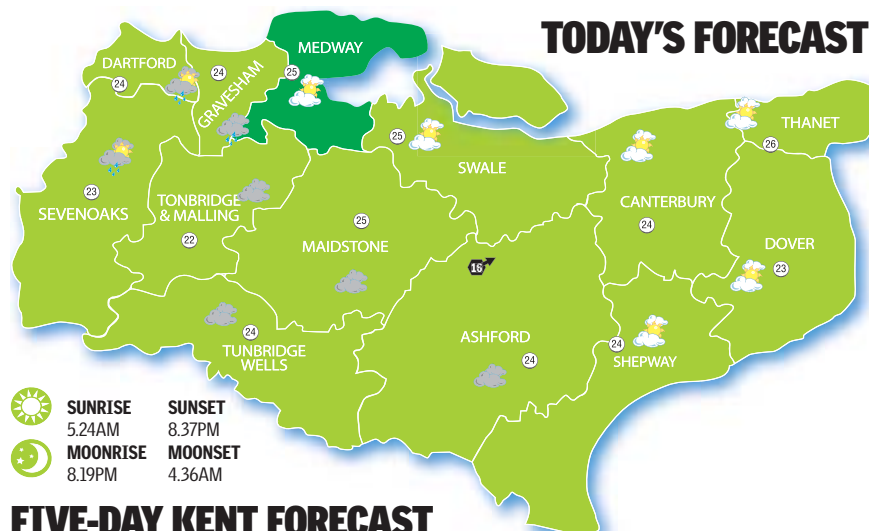 TODAY'S FORECAST
MEDWAY
DARTFORD
24
24
25
GRAVESHAM
THANET
26
25
SWALE
23
SEVENOAKS
TONBRIDGE
& MALLING
22
25
MAIDSTONE
CANTERBURY
24
DOVER
23
16
24
TUNBRIDGE
WELLS
ASHFORD
24
24
SHEPWAY
SUNRISE SUNSET
5.24AM 8.37PM
MOONRISE MOONSET
8.19PM 4.36AM
FIVE-DAY KENT FORECAST